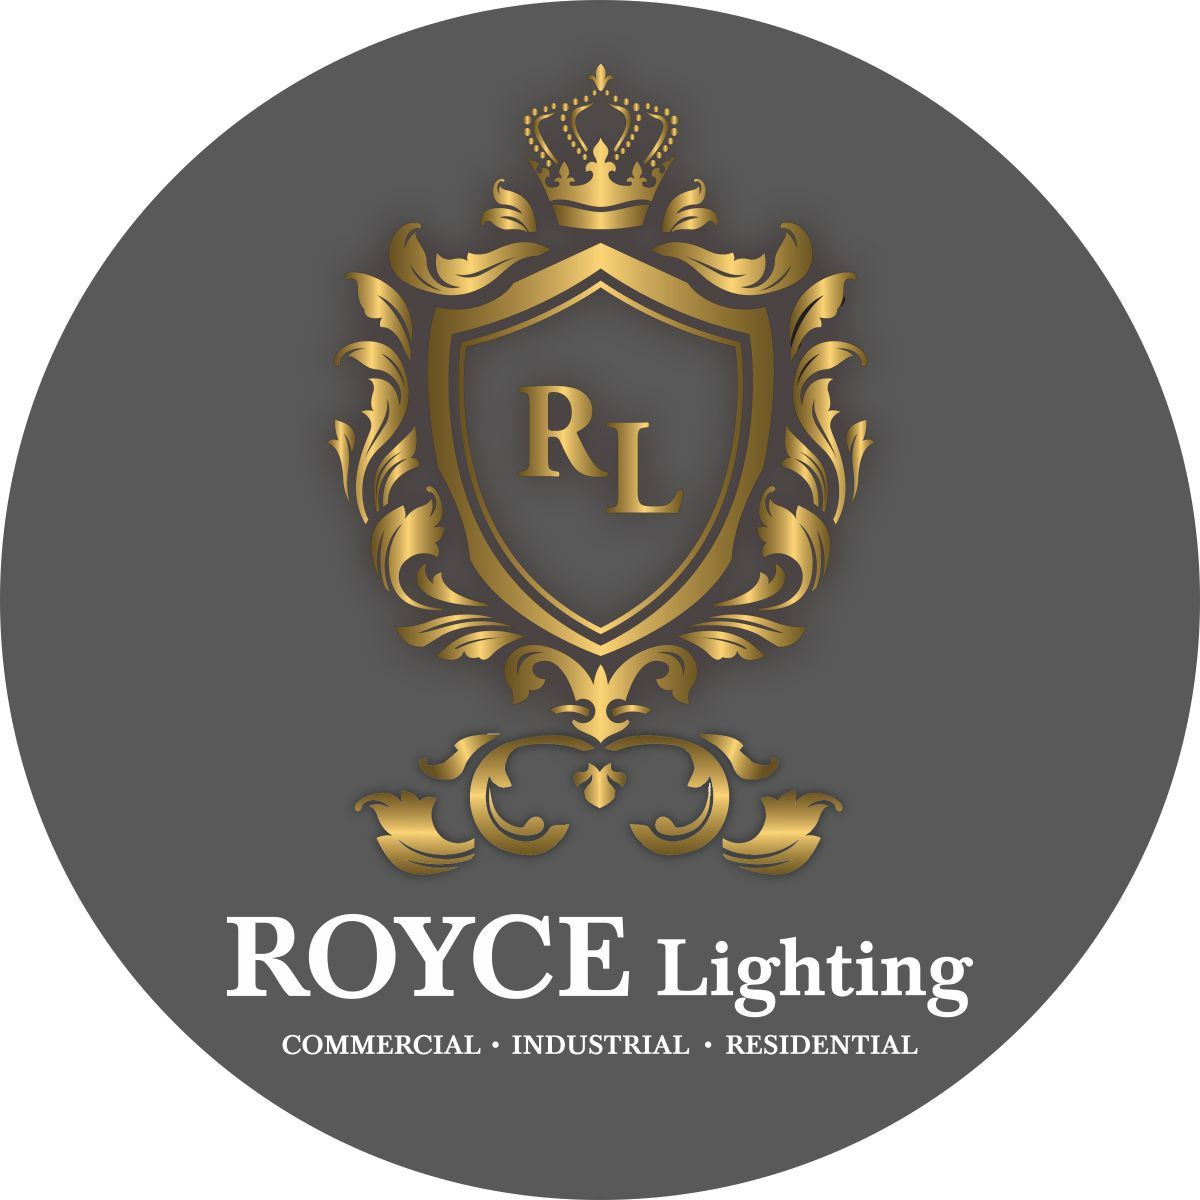 RL
ROYCE Lighting
COMMERCIAL • INDUSTRIAL • RESIDENTIAL